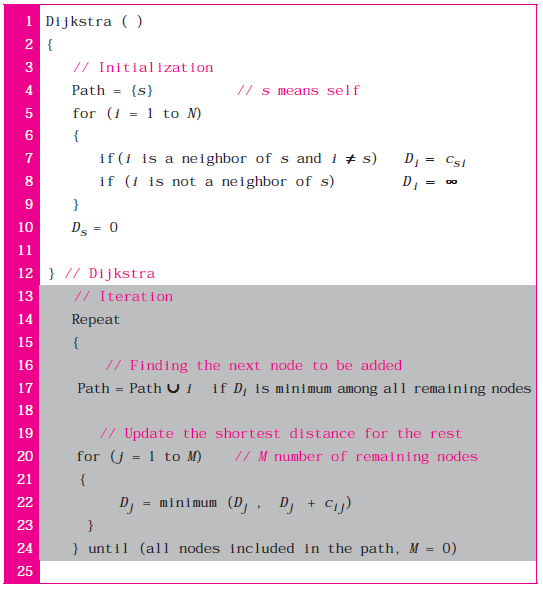 1 Dijkstra ( )
2 {
3 // Initialization
4 Path = {s} // s means self
5 for (i = 1 to N)
6 {
7 if(i is a neighbor of s and i ≠ s) Di = csi
8 if (i is not a neighbor of s) Di = ∞
9 }
10 Ds = 0
11
12 } // Dijkstra
13 // Iteration
14 Repeat
15 {
16 // Finding the next node to be added
17 Path = Path ∪ i if Di is minimum among all remaining nodes
18
19 // Update the shortest distance for the rest
20 for (j = 1 to M) // M number of remaining nodes
21 {
22 Dj = minimum (Dj , Dj + cij)
23 }
24 } until (all nodes included in the path, M = 0)
25